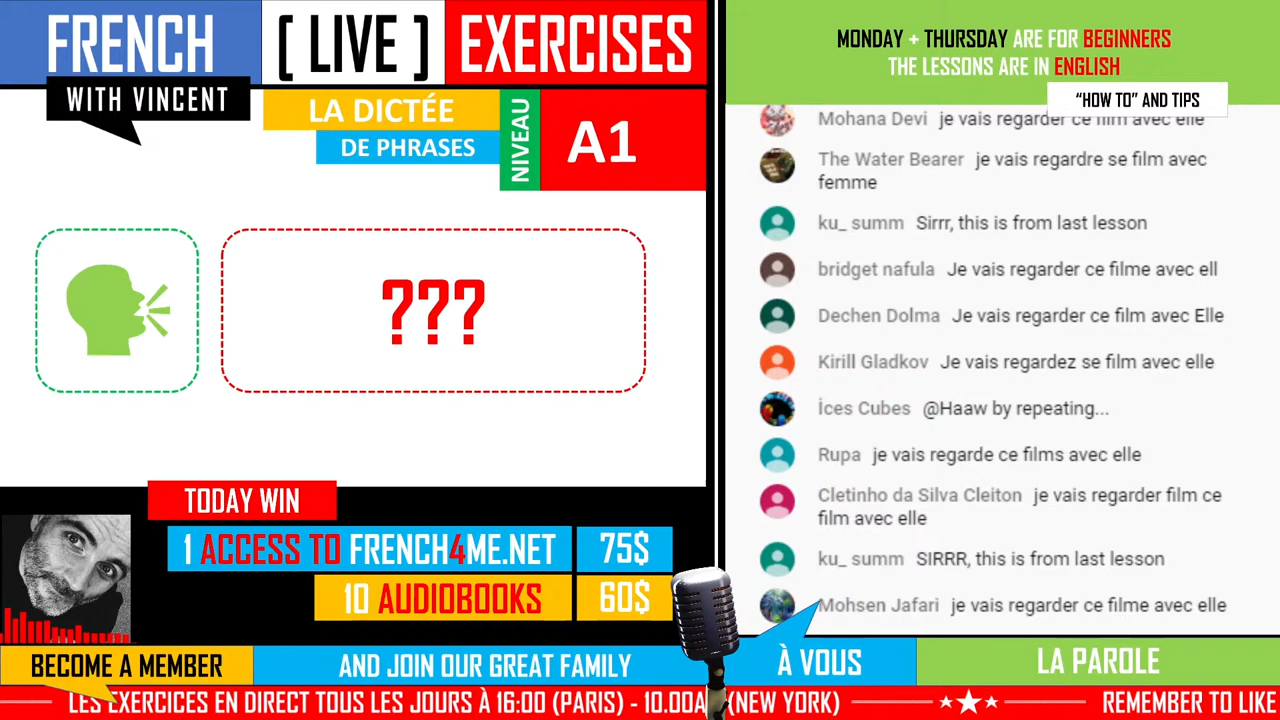 FRENCH [ LIVE ] EXERCISES
WITH VINCENT
LA DICTÉE
DE PHRASES
NIVEAU
A1
???
TODAY WIN
1 ACCESS TO FRENCH4ME.NET 75$
10 AUDIOBOOKS 60$
BECOME A MEMBER
AND JOIN OUR GREAT FAMILY
MONDAY + THURSDAY ARE FOR BEGINNERS
THE LESSONS ARE IN ENGLISH
"HOW TO" AND TIPS
Mohana Devi je vais regarder ce film avec elle
The Water Bearer je vais regardre se film avec
femme
ku_ summ Sirrr, this is from last lesson
bridget nafula Je vais regarder ce filme avec ell
Dechen Dolma Je vais regarder ce film avec Elle
Kirill Gladkov Je vais regardez se film avec elle
İces Cubes @Haaw by repeating...
Rupa je vais regarde ce films avec elle
Cletinho da Silva Cleiton je vais regarder film ce
film avec elle
ku_ summ SIRRR, this is from last lesson
Mohsen Jafari je vais regarder ce filme avec elle
À VOUS
LA PAROLE
LES EXERCICES EN DIRECT TOUS LES JOURS À 16:00 (PARIS) - 10.00A (NEW YORK)
REMEMBER TO LIKE